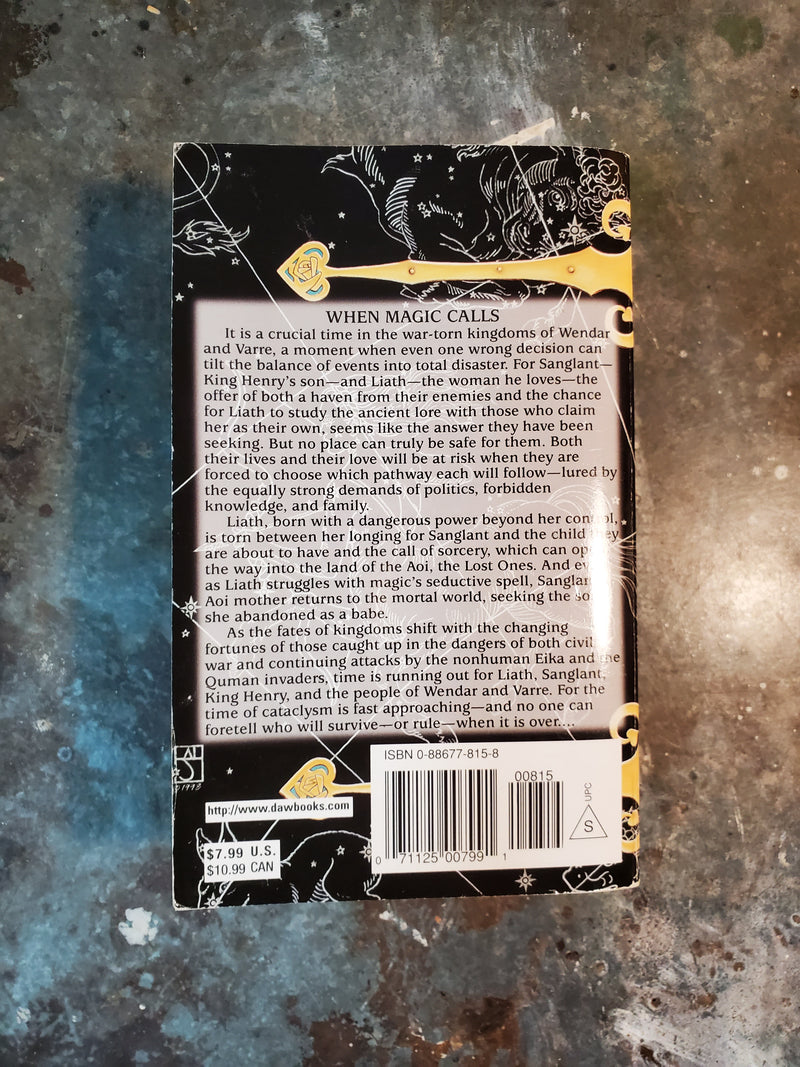 WHEN MAGIC CALLS
It is a crucial time in the war-torn kingdoms of Wendar
and Varre, a moment when even one wrong decision can
tilt the balance of events into total disaster. For Sanglant—
King Henry's son—and Liath—the woman he loves—the
offer of both a haven from their enemies and the chance
for Liath to study the ancient lore with those who claim
her as their own, seems like the answer they have been
seeking. But no place can truly be safe for them. Both
their lives and their love will be at risk when they are
forced to choose which pathway each will follow—lured by
the equally strong demands of politics, forbidden
knowledge, and family.
Liath, born with a dangerous power beyond her control,
is torn between her longing for Sanglant and the child they
are about to have and the call of sorcery, which can
the way into the land of the Aoi, the Lost Ones. And
as Liath struggles with magic's seductive spell,
Aoi mother returns to the mortal world, seeking the
she abandoned as a babe.
As the fates of kingdoms shift with the changing
fortunes of those caught up in the dangers of both civil
war and continuing attacks by the nonhuman Eika and the
Quman invaders, time is running out for Liath, Sanglant,
King Henry, and the people of Wendar and Varre. For the
time of cataclysm is fast approaching—and no one can
foretell who will survive—or rule—when it is over....
ISBN 0-88677-815-8
00815
UPC
S
©1998
http://www.dawbooks.com
$7.99 U.S.
$10.99 CAN
0 71125 00799 1